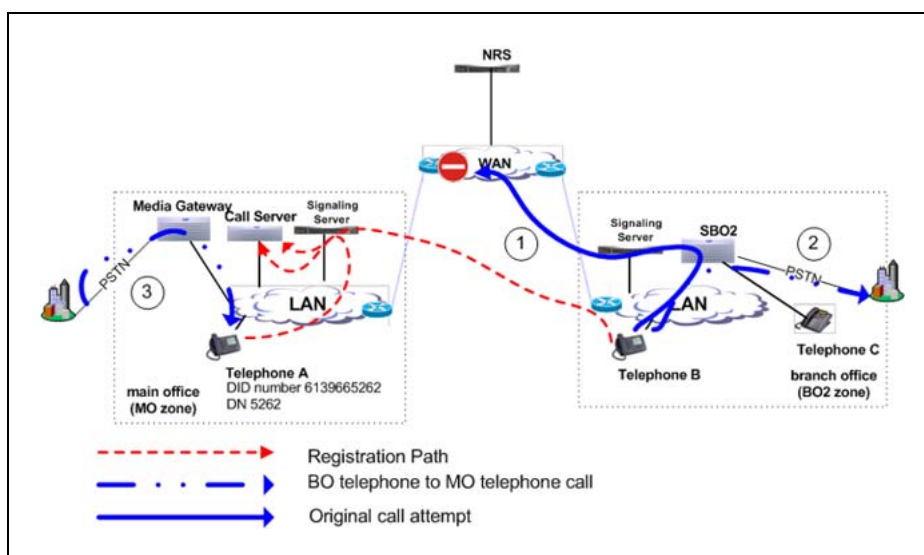 NRS
WAN
Media Gateway
Call Server
Signaling
Server
1
Signaling
Server
SBO2
2
PSTN
3
PSTN
LAN
LAN
Telephone A
DID number 6139665262
DN 5262
main office
(MO zone)
Telephone B
Telephone C
branch office
(BO2 zone)
Registration Path
BO telephone to MO telephone call
Original call attempt